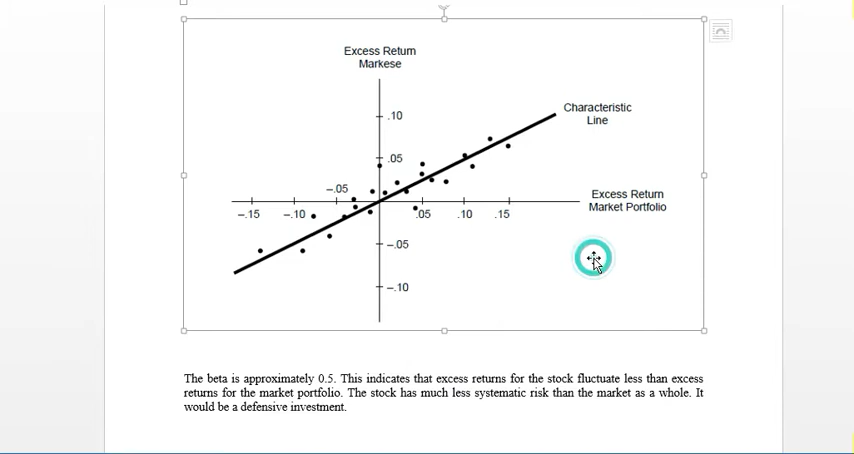 Excess Return
Markese
Characteristic
Line
.10
.05
–.05
Excess Return
Market Portfolio
–.15 –.10 .05 .10 .15
–.05
–.10
The beta is approximately 0.5. This indicates that excess returns for the stock fluctuate less than excess
returns for the market portfolio. The stock has much less systematic risk than the market as a whole. It
would be a defensive investment.